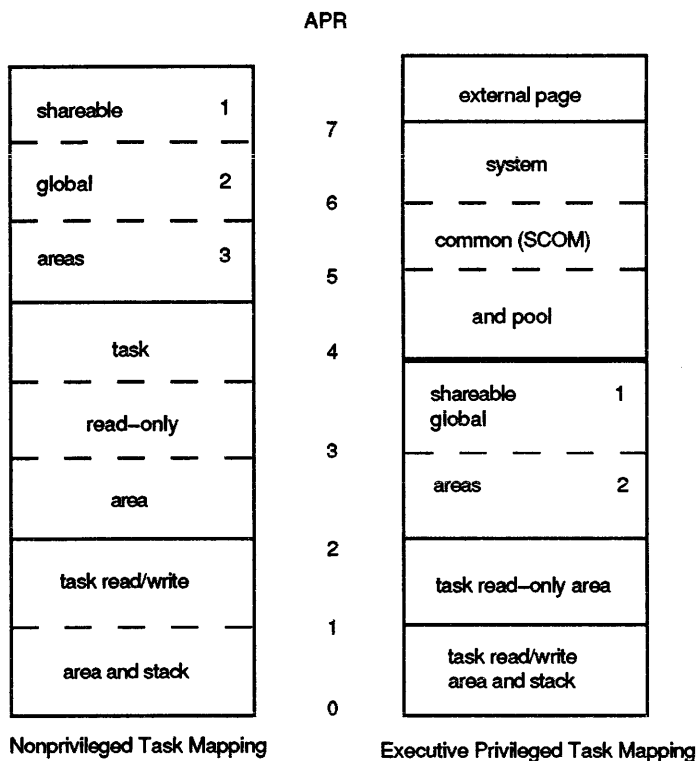 APR
shareable 1
global 2
areas 3
task
read-only
area
task read/write
area and stack
Nonprivileged Task Mapping
7
6
5
4
3
2
1
0
external page
system
common (SCOM)
and pool
shareable 1
global
areas 2
task read-only area
task read/write
area and stack
Executive Privileged Task Mapping